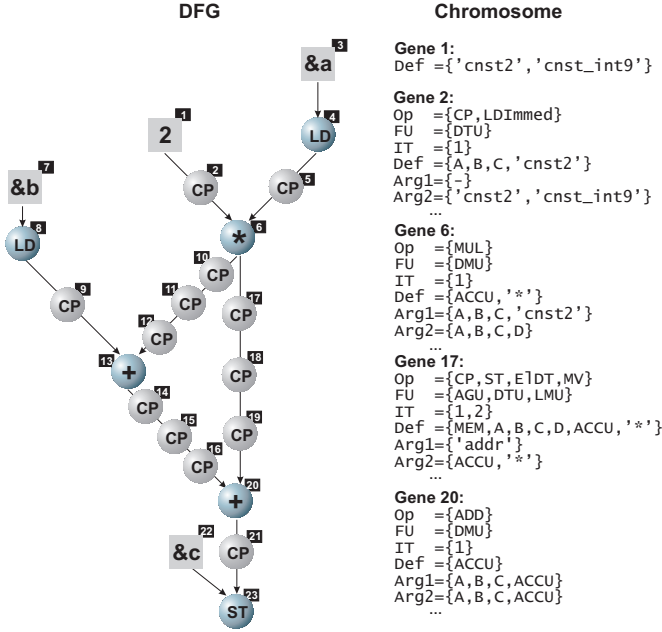 DFG
Chromosome
3
&a
1
2
4
LD
7
&b
2
CP
5
CP
8
LD
6
*
10
CP
9
CP
11
CP
17
CP
12
CP
13
+
18
CP
14
CP
15
CP
19
CP
16
CP
20
+
22
&c
21
CP
23
ST
Gene 1:
Def ={'cnst2','cnst_int9'}
Gene 2:
Op ={CP,LDImmed}
FU ={DTU}
IT ={1}
Def ={A,B,C,'cnst2'}
Arg1={-}
Arg2={'cnst2','cnst_int9'}
...
Gene 6:
Op ={MUL}
FU ={DMU}
IT ={1}
Def ={ACCU,'*'}
Arg1={A,B,C,'cnst2'}
Arg2={A,B,C,D}
...
Gene 17:
Op ={CP,ST,ElDT,MV}
FU ={AGU,DTU,LMU}
IT ={1,2}
Def ={MEM,A,B,C,D,ACCU,'*'}
Arg1={'addr'}
Arg2={ACCU,'*'}
...
Gene 20:
Op ={ADD}
FU ={DMU}
IT ={1}
Def ={ACCU}
Arg1={A,B,C,ACCU}
Arg2={A,B,C,ACCU}
...